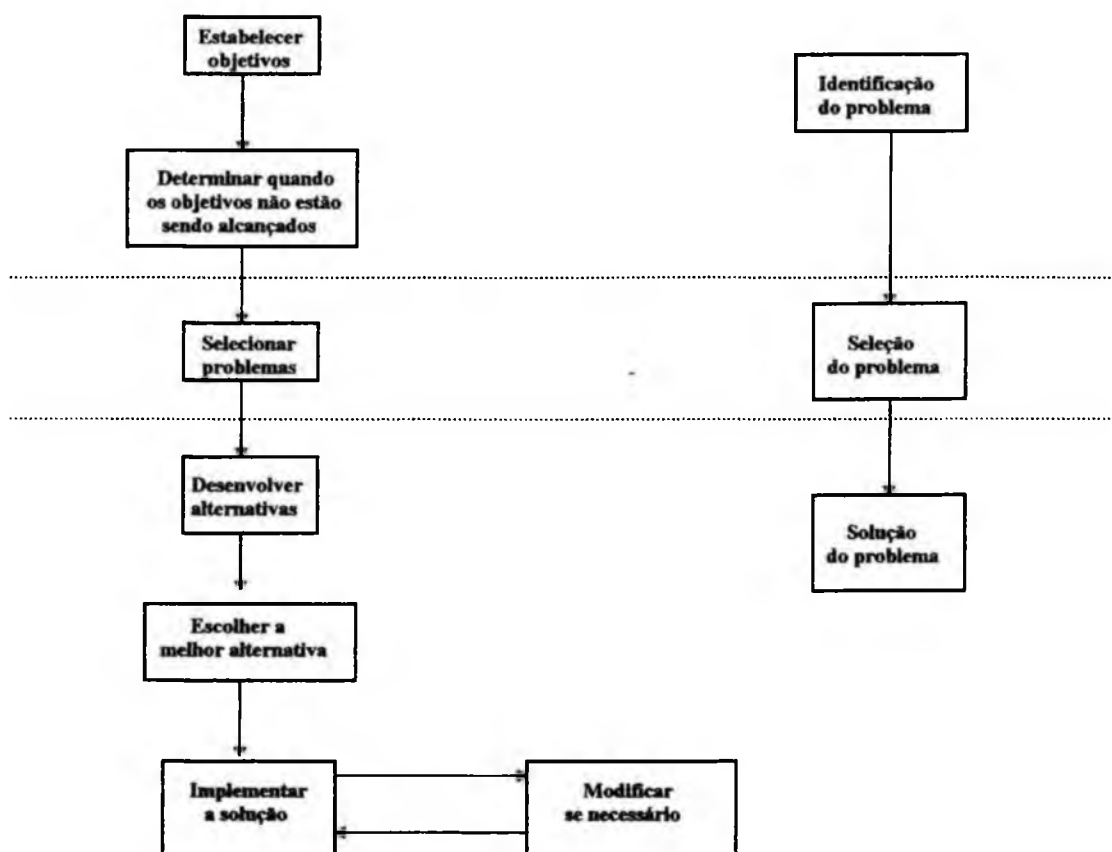 Estabelecer
objetivos
Identificação
do problema
Determinar quando
os objetivos não estão
sendo alcançados
Selecionar
problemas
Seleção
do problema
Desenvolver
alternativas
Solução
do problema
Escolher a
melhor alternativa
Implementar
a solução
Modificar
se necessário